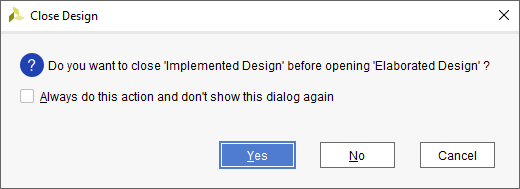 Close Design
? Do you want to close 'Implemented Design' before opening 'Elaborated Design' ?
Always do this action and don't show this dialog again
Yes No Cancel